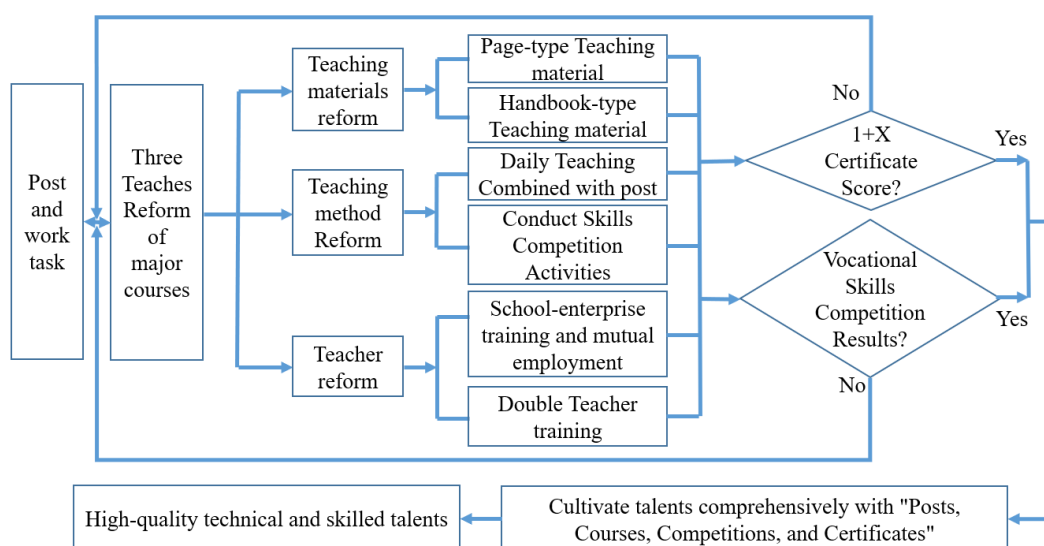 Post
and
work
task
Three
Teaches
Reform
of
major
courses
Teaching
materials
reform
Teaching
method
Reform
Teacher
reform
Page-type Teaching
material
Handbook-type
Teaching material
Daily Teaching
Combined with post
Conduct Skills
Competition
Activities
School-enterprise
training and mutual
employment
Double Teacher
training
No
1+X
Certificate
Score?
Yes
Vocational
Skills
Competition
Results?
Yes
No
High-quality technical and skilled talents
Cultivate talents comprehensively with "Posts,
Courses, Competitions, and Certificates"